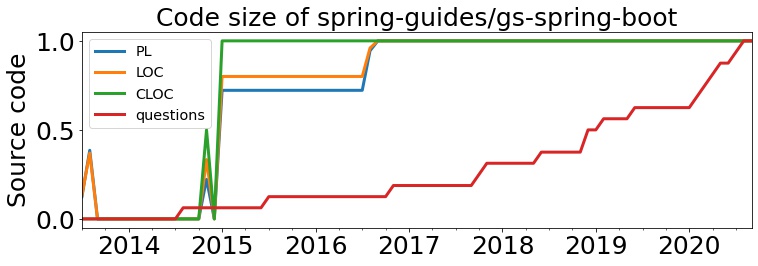 Code size of spring-guides/gs-spring-boot
Source code
1.0
0.5
0.0
PL
LOC
CLOC
questions
2014 2015 2016 2017 2018 2019 2020